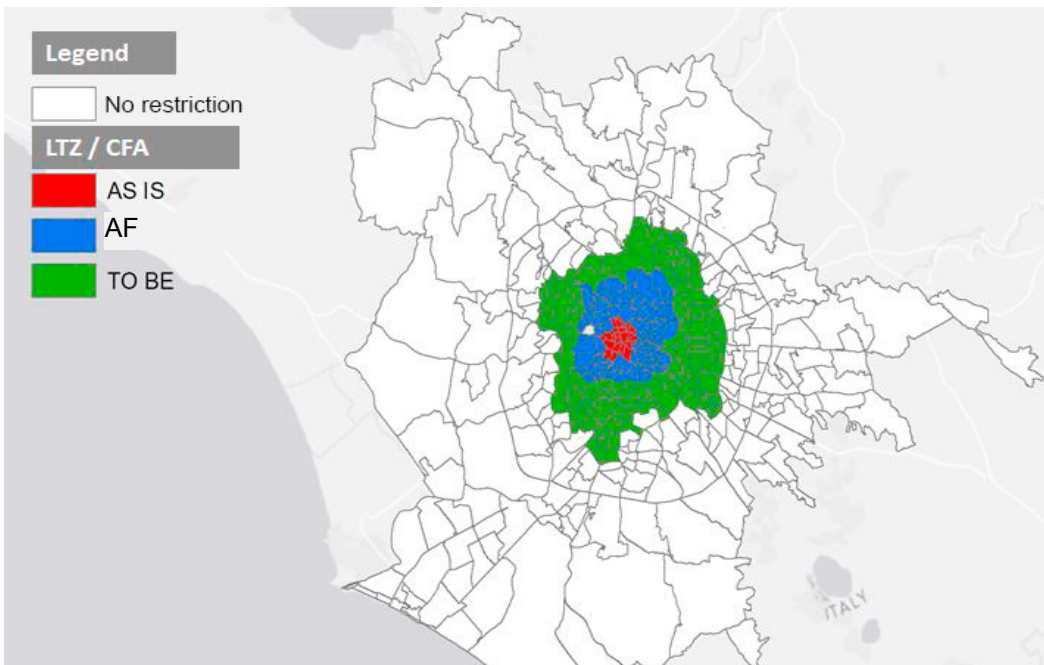 Legend
No restriction
LTZ / CFA
AS IS
AF
TO BE
ITALY